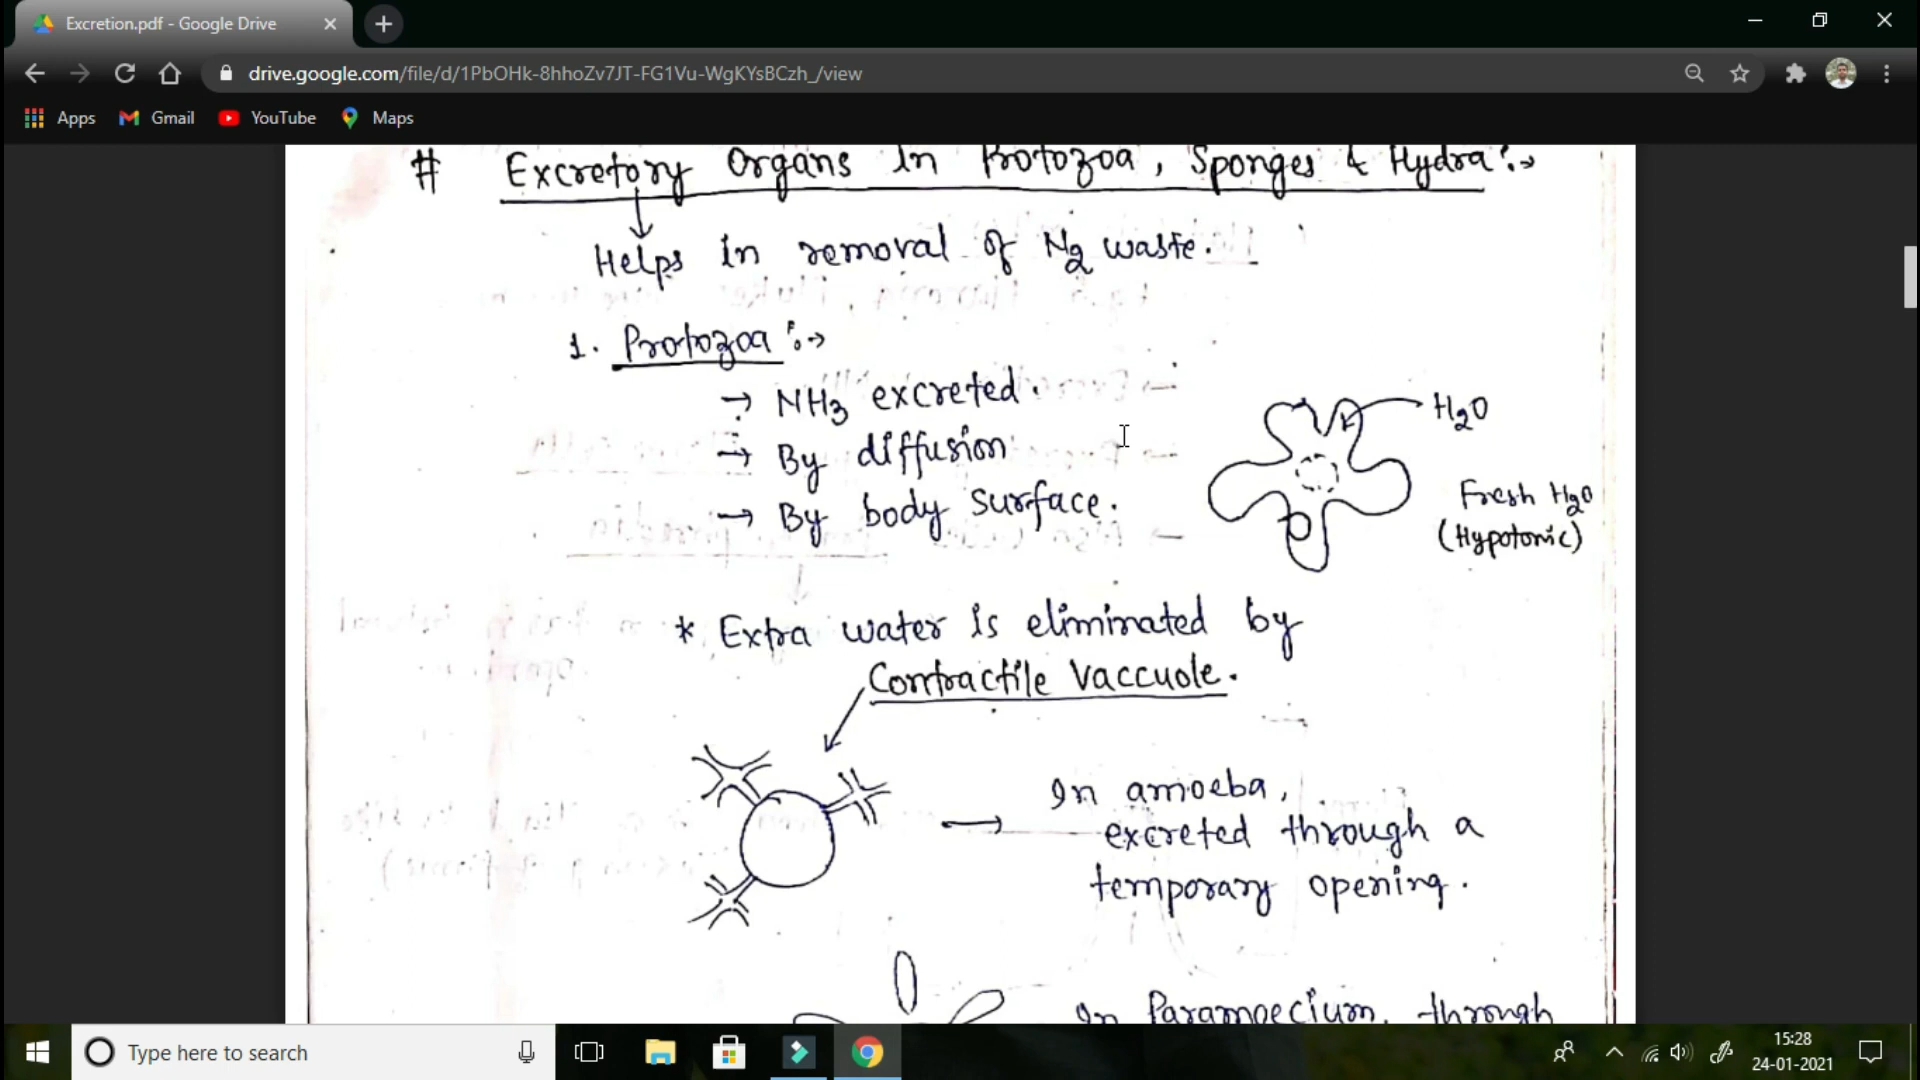 Excretion.pdf - Google Drive
drive.google.com/file/d/1PbOHk-8hhoZv7JT-FG1Vu-WgKYsBCzh_/view
Apps Gmail YouTube Maps
# Excretory Organs in Protozoa, Sponges & Hydra :→
Helps in removal of N2 waste.
1. Protozoa :→
→ NH3 excreted.
→ By diffusion
→ By body surface.
H2O
Fresh H2O
(Hypotonic)
* Extra water is eliminated by
Contractile Vaccuole.
→ In amoeba,
excreted through a
temporary opening.
In Paramoecium, through
Type here to search
15:28
24-01-2021